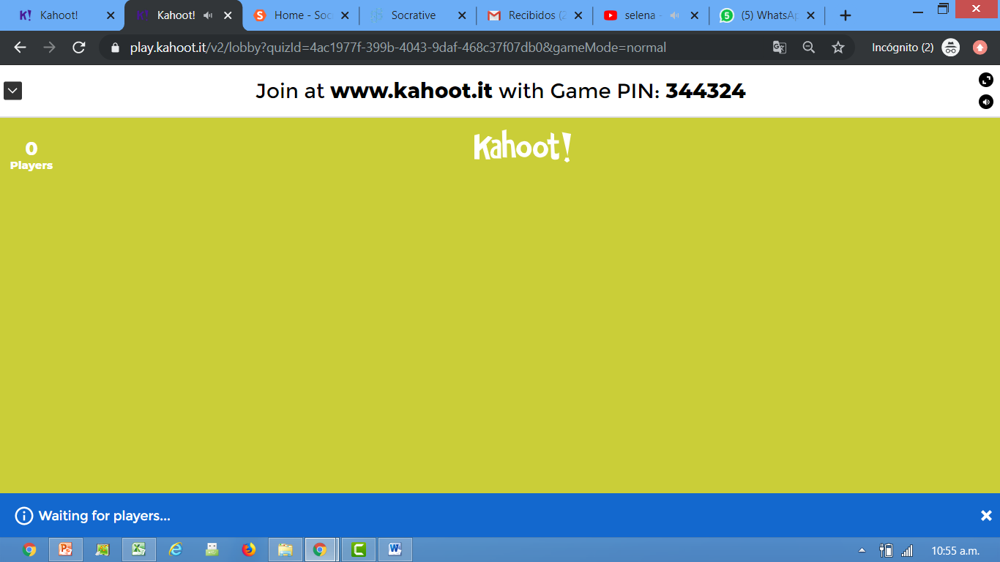 Kahoot!
Kahoot!
Home - Soc
Socrative
Recibidos (2
selena -
5
(5) WhatsAp
play.kahoot.it/v2/lobby?quizId=4ac1977f-399b-4043-9daf-468c37f07db0&gameMode=normal
Incógnito (2)
Join at www.kahoot.it with Game PIN: 344324
0
Players
Kahoot!
Waiting for players...
10:55 a.m.